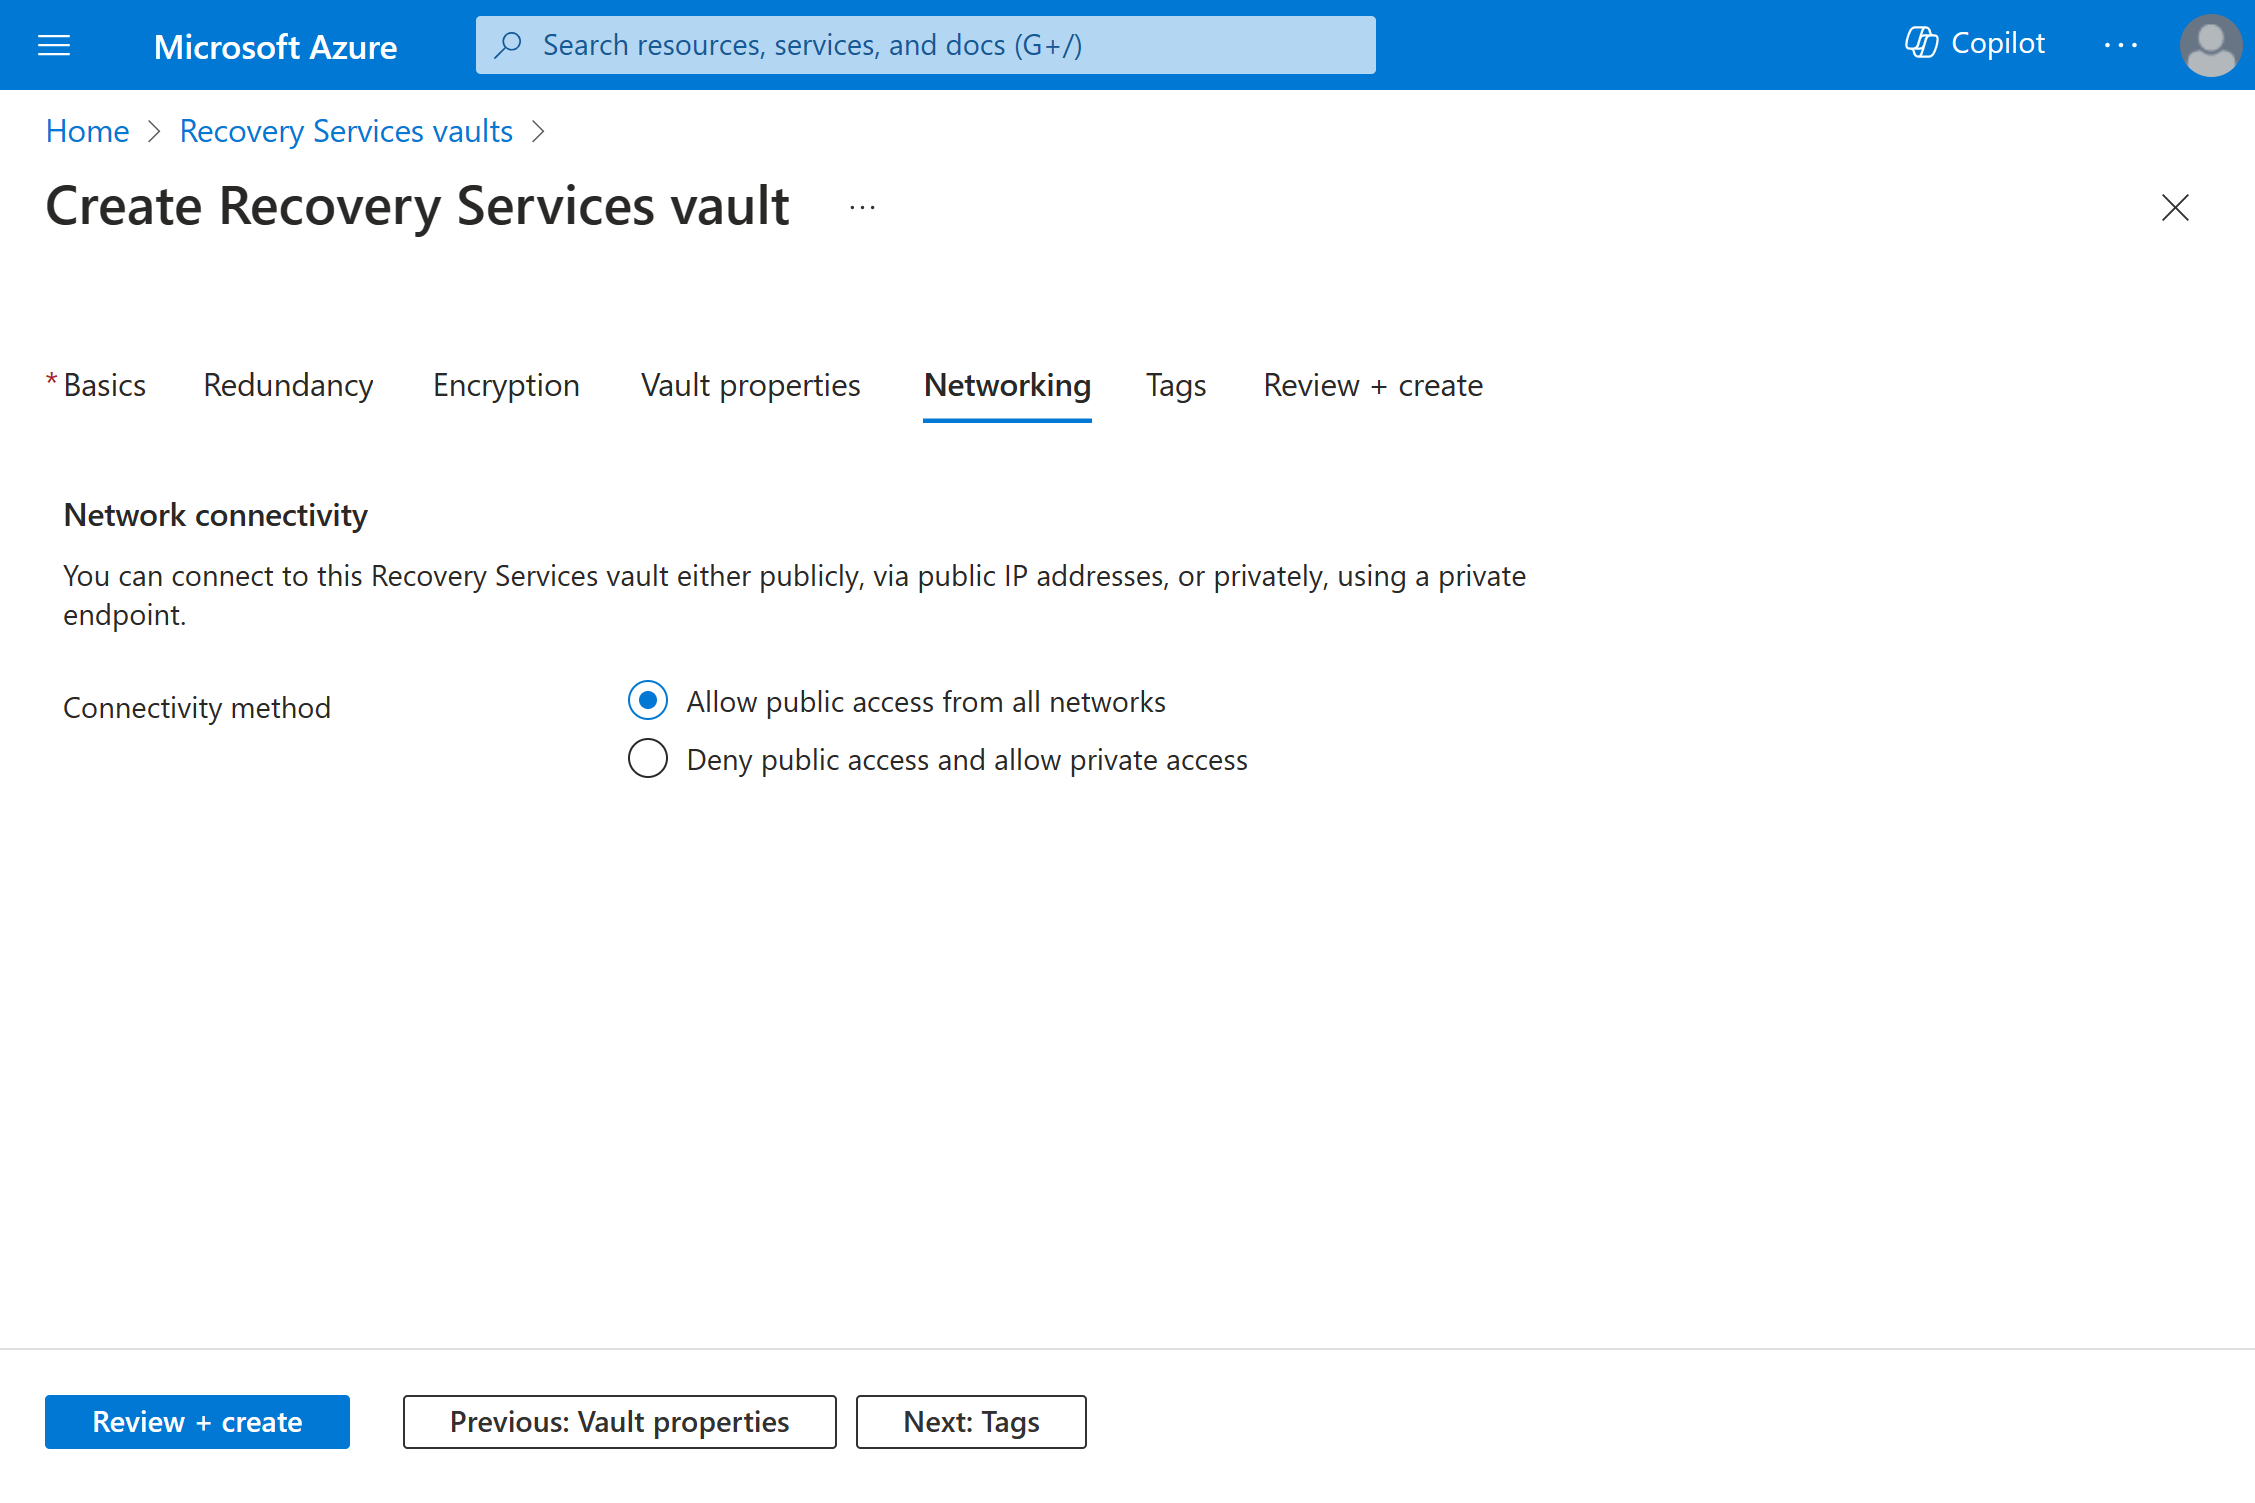 Microsoft Azure
Search resources, services, and docs (G+/)
Copilot
Home > Recovery Services vaults >
Create Recovery Services vault ...
* Basics Redundancy Encryption Vault properties Networking Tags Review + create
Network connectivity
You can connect to this Recovery Services vault either publicly, via public IP addresses, or privately, using a private
endpoint.
Connectivity method
Allow public access from all networks
Deny public access and allow private access
Review + create
Previous: Vault properties
Next: Tags